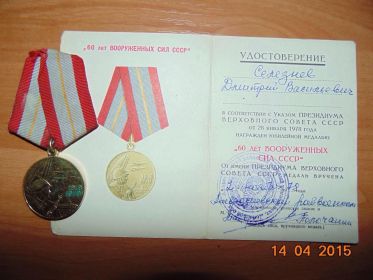 „60 лет ВООРУЖЕННЫХ СИЛ СССР"
УДОСТОВЕРЕНИЕ
Селезнев
Дмитрий Васильевич
В СООТВЕТСТВИИ С УКАЗОМ ПРЕЗИДИУМА
ВЕРХОВНОГО СОВЕТА СССР
ОТ 28 ЯНВАРЯ 1978 ГОДА
НАГРАЖДЕН ЮБИЛЕЙНОЙ МЕДАЛЬЮ
„60 ЛЕТ ВООРУЖЕННЫХ
СИЛ СССР"
ОТ ИМЕНИ ПРЕЗИДИУМА ВЕРХОВНОГО
СОВЕТА СССР МЕДАЛЬ ВРУЧЕНА
14 04 2015